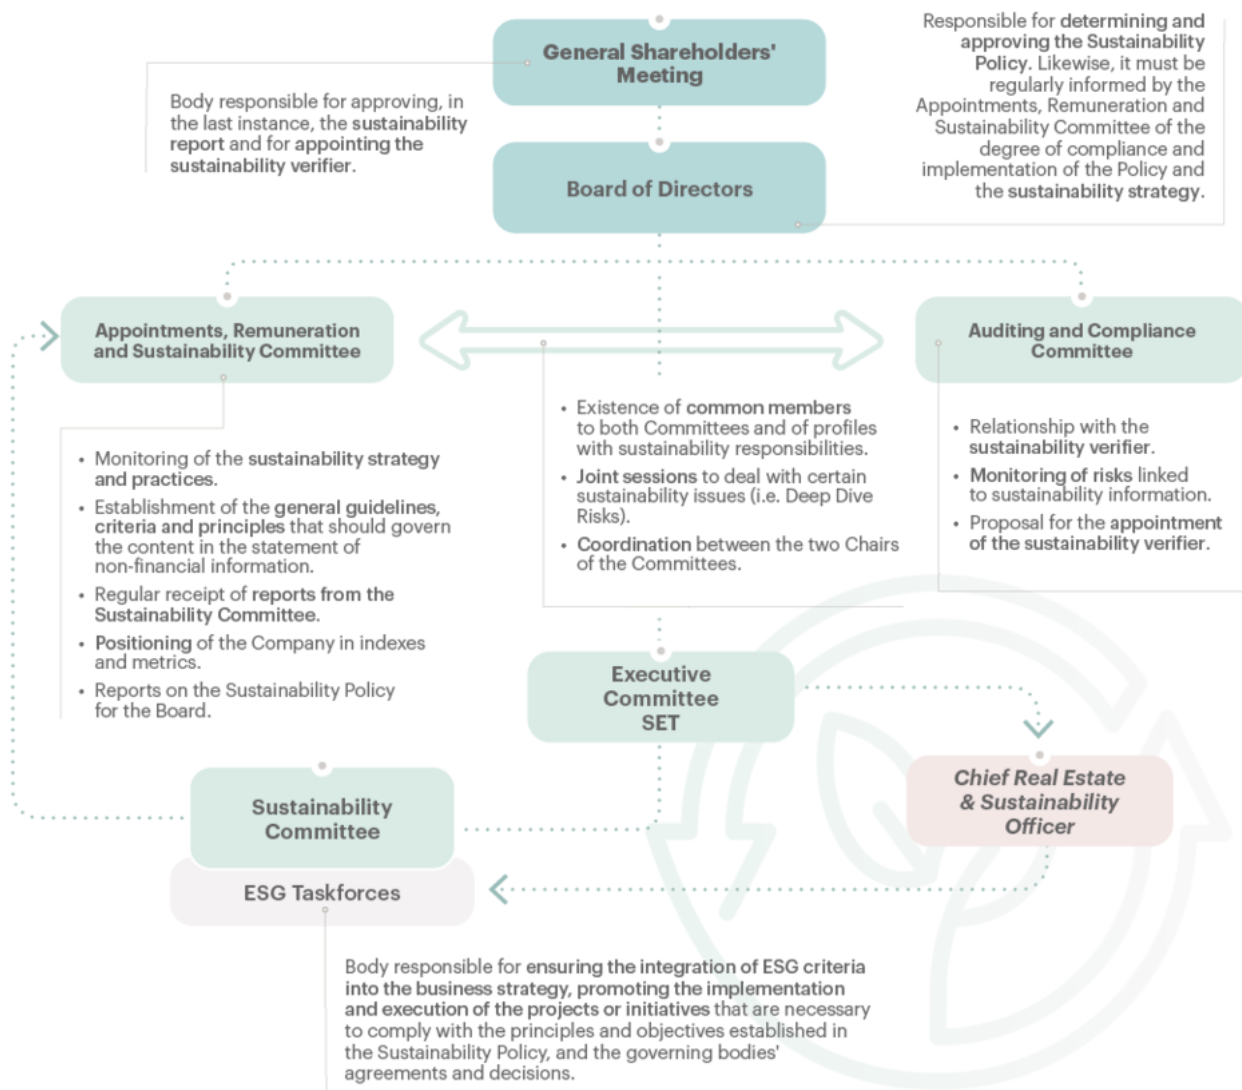 General Shareholders'
Meeting
Body responsible for approving, in
the last instance, the sustainability
report and for appointing the
sustainability verifier.
Responsible for determining and
approving the Sustainability
Policy. Likewise, it must be
regularly informed by the
Appointments, Remuneration and
Sustainability Committee of the
degree of compliance and
implementation of the Policy and
the sustainability strategy.
Board of Directors
Appointments, Remuneration
and Sustainability Committee
Auditing and Compliance
Committee
• Monitoring of the sustainability strategy
and practices.
• Establishment of the general guidelines,
criteria and principles that should govern
the content in the statement of
non-financial information.
• Regular receipt of reports from the
Sustainability Committee.
• Positioning of the Company in indexes
and metrics.
• Reports on the Sustainability Policy
for the Board.
• Existence of common members
to both Committees and of profiles
with sustainability responsibilities.
• Joint sessions to deal with certain
sustainability issues (i.e. Deep Dive
Risks).
• Coordination between the two Chairs
of the Committees.
• Relationship with the
sustainability verifier.
• Monitoring of risks linked
to sustainability information.
• Proposal for the appointment
of the sustainability verifier.
Executive
Committee
SET
Chief Real Estate
& Sustainability
Officer
Sustainability
Committee
ESG Taskforces
Body responsible for ensuring the integration of ESG criteria
into the business strategy, promoting the implementation
and execution of the projects or initiatives that are necessary
to comply with the principles and objectives established in
the Sustainability Policy, and the governing bodies'
agreements and decisions.